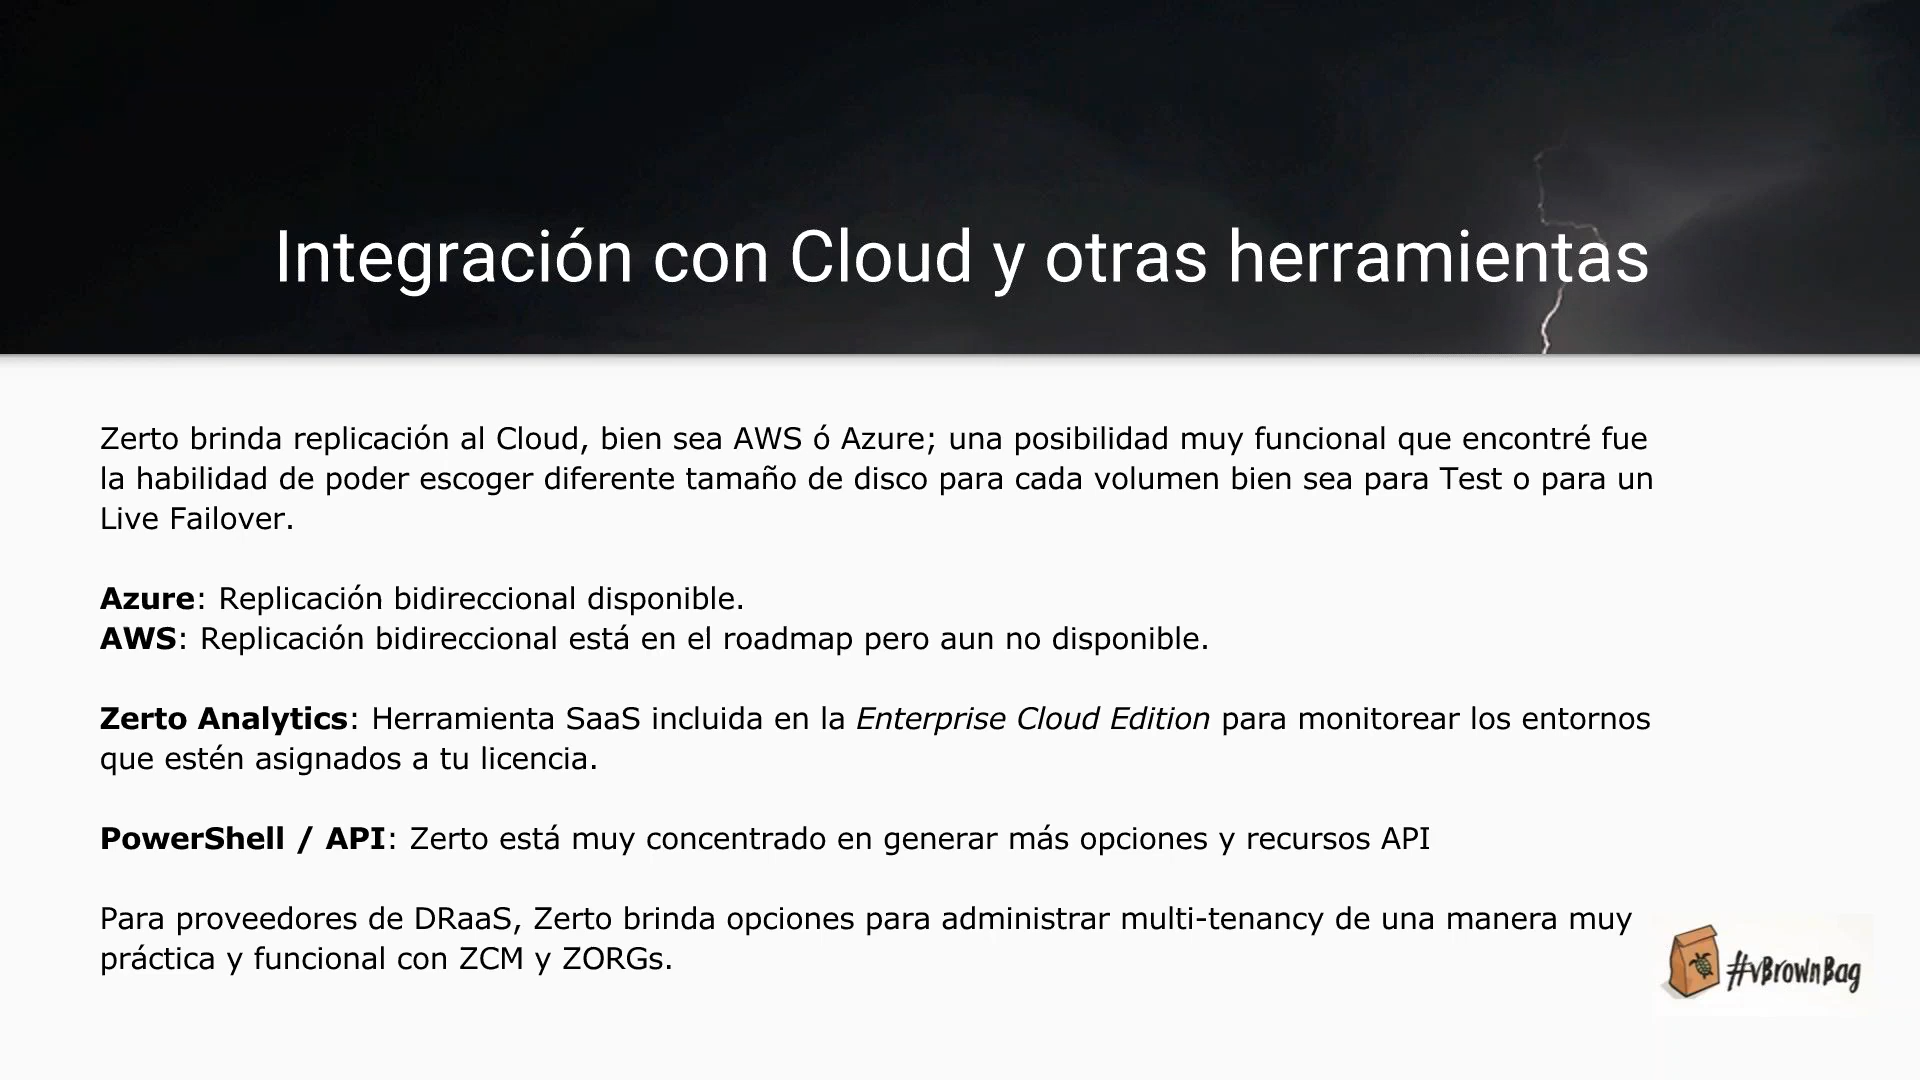 Integración con Cloud y otras herramientas
Zerto brinda replicación al Cloud, bien sea AWS ó Azure; una posibilidad muy funcional que encontré fue
la habilidad de poder escoger diferente tamaño de disco para cada volumen bien sea para Test o para un
Live Failover.
Azure: Replicación bidireccional disponible.
AWS: Replicación bidireccional está en el roadmap pero aun no disponible.
Zerto Analytics: Herramienta SaaS incluida en la Enterprise Cloud Edition para monitorear los entornos
que estén asignados a tu licencia.
PowerShell / API: Zerto está muy concentrado en generar más opciones y recursos API
Para proveedores de DRaaS, Zerto brinda opciones para administrar multi-tenancy de una manera muy
práctica y funcional con ZCM y ZORGs.
#vBrownBag